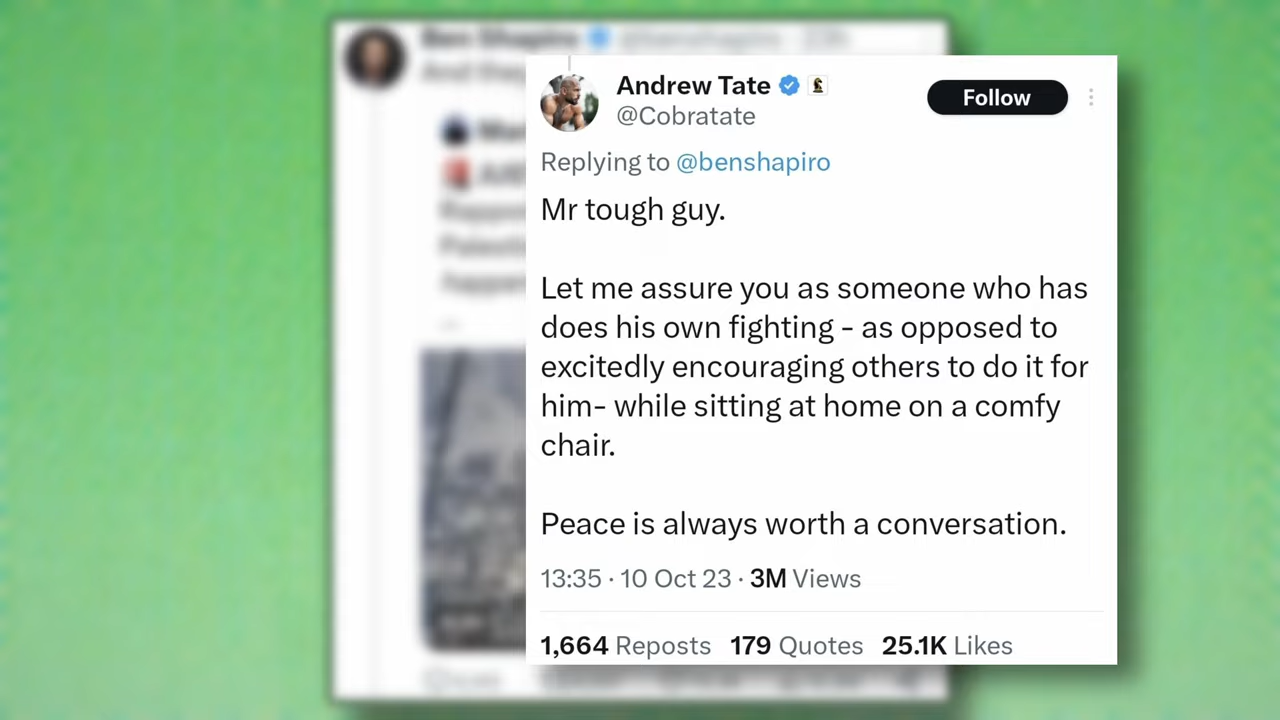 Ben Shapiro @benshapiro
Andrew Tate
@Cobratate
Follow
Replying to @benshapiro
Mr tough guy.
Let me assure you as someone who has
does his own fighting - as opposed to
excitedly encouraging others to do it for
him- while sitting at home on a comfy
chair.
Peace is always worth a conversation.
13:35 · 10 Oct 23 · 3M Views
1,664 Reposts 179 Quotes 25.1K Likes